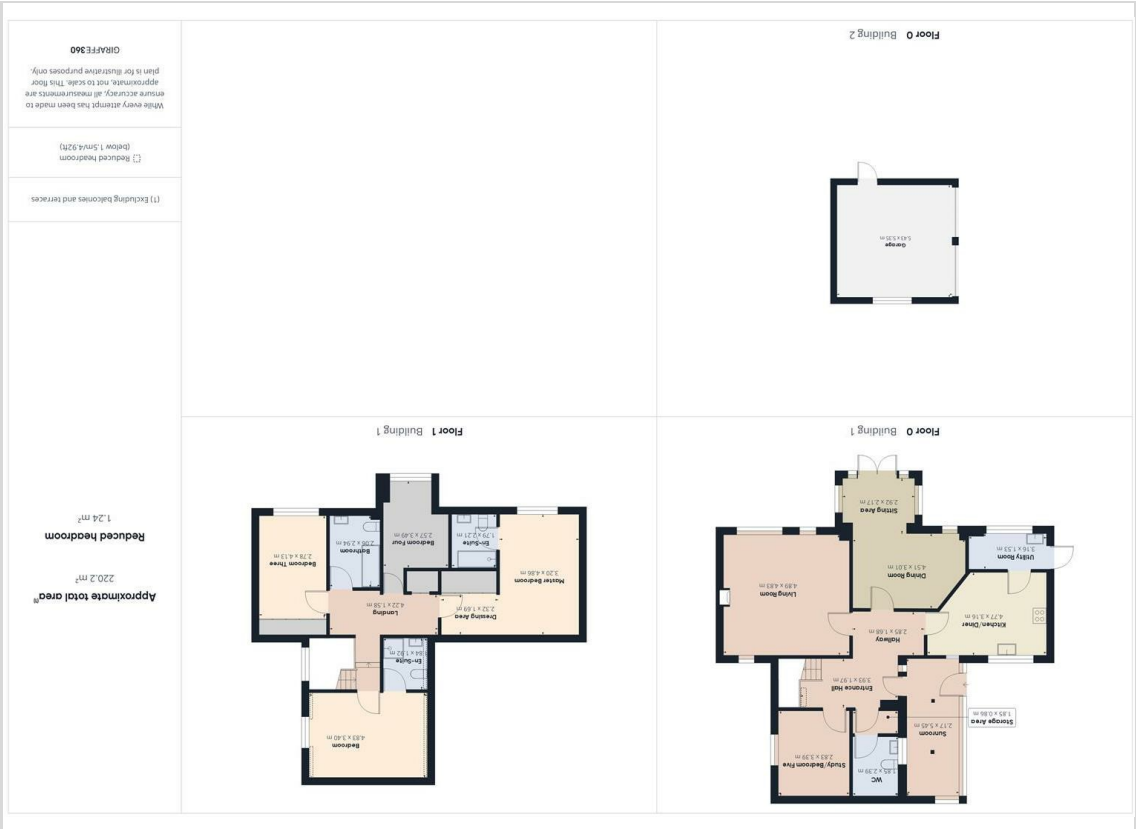 WC
1.85 x 2.39 m
Study/Bedroom Five
2.83 x 3.39 m
Sunroom
2.17 x 5.45 m
Storage Area
1.85 x 0.86 m
Entrance Hall
3.93 x 1.97 m
Hallway
2.85 x 1.68 m
Kitchen/Diner
4.77 x 3.16 m
Living Room
4.89 x 4.83 m
Dining Room
4.51 x 3.01 m
Utility Room
3.16 x 1.53 m
Sitting Area
2.92 x 2.17 m
Floor 0 Building 1
Bedroom
4.83 x 3.40 m
En-Suite
1.84 x 1.92 m
Landing
4.22 x 1.58 m
Dressing Area
2.32 x 1.69 m
Master Bedroom
3.20 x 4.86 m
Bedroom Three
2.78 x 4.13 m
Bathroom
2.06 x 2.94 m
Bedroom Four
2.57 x 3.49 m
En-Suite
1.79 x 2.21 m
Floor 1 Building 1
Garage
5.43 x 5.35 m
Floor 0 Building 2
Approximate total area⁽¹⁾
220.2 m²
Reduced headroom
1.24 m²
(1) Excluding balconies and terraces
Reduced headroom
(below 1.5m/4.92ft)
While every attempt has been made to
ensure accuracy, all measurements are
approximate, not to scale. This floor
plan is for illustrative purposes only.
GIRAFFE360